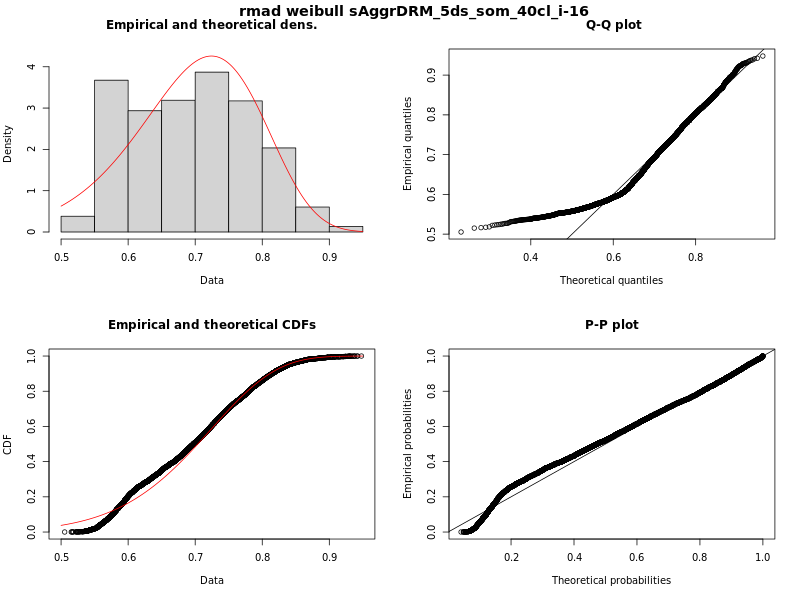 rmad weibull sAggrDRM_5ds_som_40cl_i-16
Empirical and theoretical dens.
Density
0 1 2 3 4
0.5 0.6 0.7 0.8 0.9
Data
Q-Q plot
Empirical quantiles
0.5 0.6 0.7 0.8 0.9
0.4 0.6 0.8
Theoretical quantiles
Empirical and theoretical CDFs
CDF
0.0 0.2 0.4 0.6 0.8 1.0
0.5 0.6 0.7 0.8 0.9
Data
P-P plot
Empirical probabilities
0.0 0.2 0.4 0.6 0.8 1.0
0.2 0.4 0.6 0.8 1.0
Theoretical probabilities